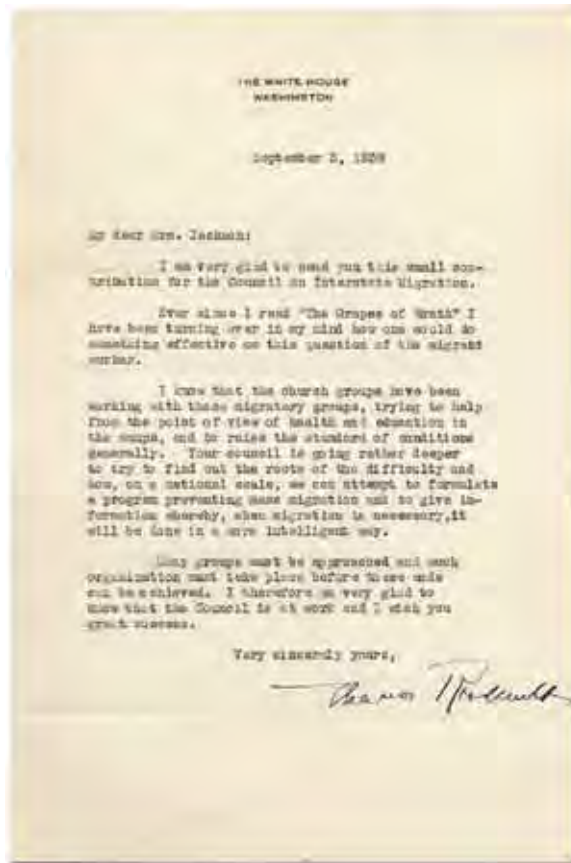 THE WHITE HOUSE
WASHINGTON
September 3, 1939
My dear Mrs. Jackson:
I am very glad to send you this small con-
tribution for the Council on Interstate Migration.
Ever since I read "The Grapes of Wrath" I
have been turning over in my mind how one could do
something effective on this question of the migrant
worker.
I know that the church groups have been
working with these migratory groups, trying to help
from the point of view of health and education in
the camps, and to raise the standard of conditions
generally. Your council is going rather deeper
to try to find out the roots of the difficulty and
how, on a national scale, we can attempt to formulate
a program preventing mass migration and to give in-
formation whereby, when migration is necessary,it
will be done in a more intelligent way.
Many groups must be approached and much
organization must take place before these ends
can be achieved. I therefore am very glad to
know that the Council is at work and I wish you
great success.
Very sincerely yours,
Eleanor Roosevelt